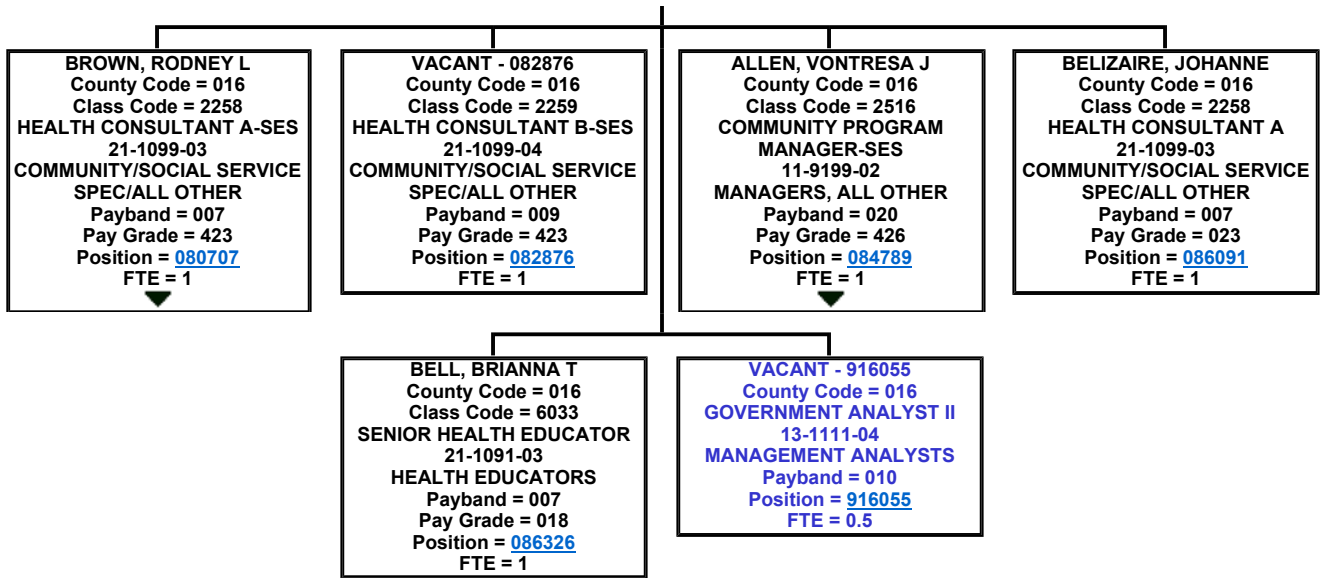 BROWN, RODNEY L
County Code = 016
Class Code = 2258
HEALTH CONSULTANT A-SES
21-1099-03
COMMUNITY/SOCIAL SERVICE
SPEC/ALL OTHER
Payband = 007
Pay Grade = 423
Position = 080707
FTE = 1
VACANT - 082876
County Code = 016
Class Code = 2259
HEALTH CONSULTANT B-SES
21-1099-04
COMMUNITY/SOCIAL SERVICE
SPEC/ALL OTHER
Payband = 009
Pay Grade = 423
Position = 082876
FTE = 1
ALLEN, VONTRESA J
County Code = 016
Class Code = 2516
COMMUNITY PROGRAM
MANAGER-SES
11-9199-02
MANAGERS, ALL OTHER
Payband = 020
Pay Grade = 426
Position = 084789
FTE = 1
BELIZAIRE, JOHANNE
County Code = 016
Class Code = 2258
HEALTH CONSULTANT A
21-1099-03
COMMUNITY/SOCIAL SERVICE
SPEC/ALL OTHER
Payband = 007
Pay Grade = 023
Position = 086091
FTE = 1
BELL, BRIANNA T
County Code = 016
Class Code = 6033
SENIOR HEALTH EDUCATOR
21-1091-03
HEALTH EDUCATORS
Payband = 007
Pay Grade = 018
Position = 086326
FTE = 1
VACANT - 916055
County Code = 016
GOVERNMENT ANALYST II
13-1111-04
MANAGEMENT ANALYSTS
Payband = 010
Position = 916055
FTE = 0.5